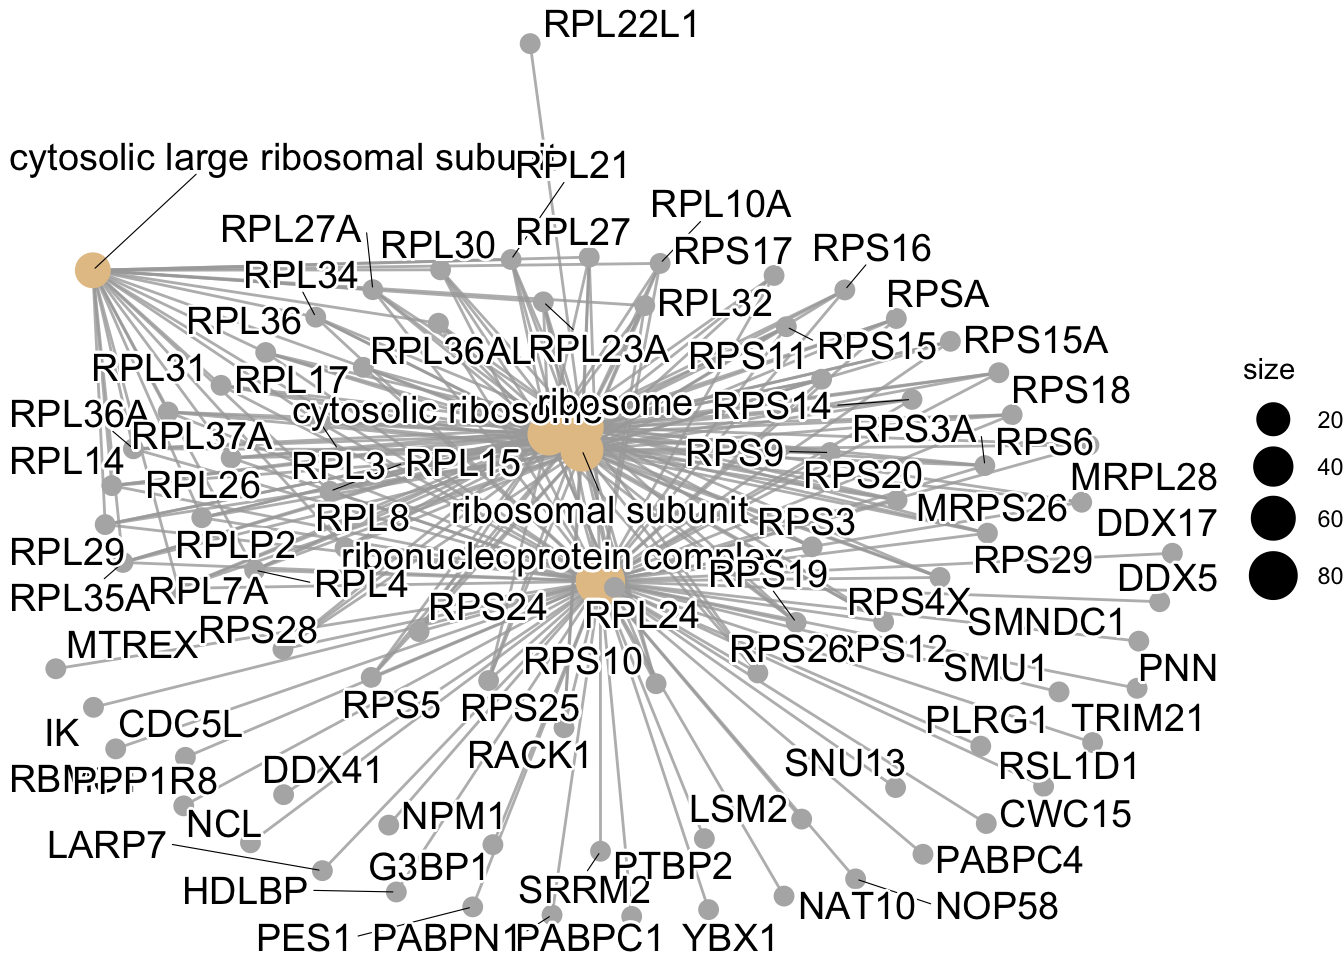 RPL22L1
cytosolic large ribosomal subunit
RPL21
RPL10A
RPL27A
RPL30
RPL27
RPS17
RPS16
RPL34
RPL32
RPSA
RPL36
RPL36AL
RPL23A
RPS11
RPS15
RPS15A
RPL31
RPL17
RPS18
RPL36A
cytosolic ribosome
ribosome
RPS14
RPL37A
RPS3A
RPS6
RPL14
RPL3
RPL15
RPS9
RPS20
MRPL28
RPL26
RPL8
ribosomal subunit
RPS3
MRPS26
DDX17
RPL29
RPLP2
ribonucleoprotein complex
RPS19
RPS29
DDX5
RPL35A
RPL7A
RPL4
RPS24
RPL24
RPS4X
SMNDC1
MTREX
RPS28
RPS10
RPS26
RPS12
SMU1
PNN
IK
CDC5L
RPS5
RPS25
PLRG1
TRIM21
RACK1
PPP1R8
DDX41
SNU13
RSL1D1
NCL
NPM1
LSM2
CWC15
LARP7
G3BP1
PTBP2
PABPC4
HDLBP
SRRM2
NAT10
NOP58
PES1
PABPN1
PABPC1
YBX1
size
20
40
60
80